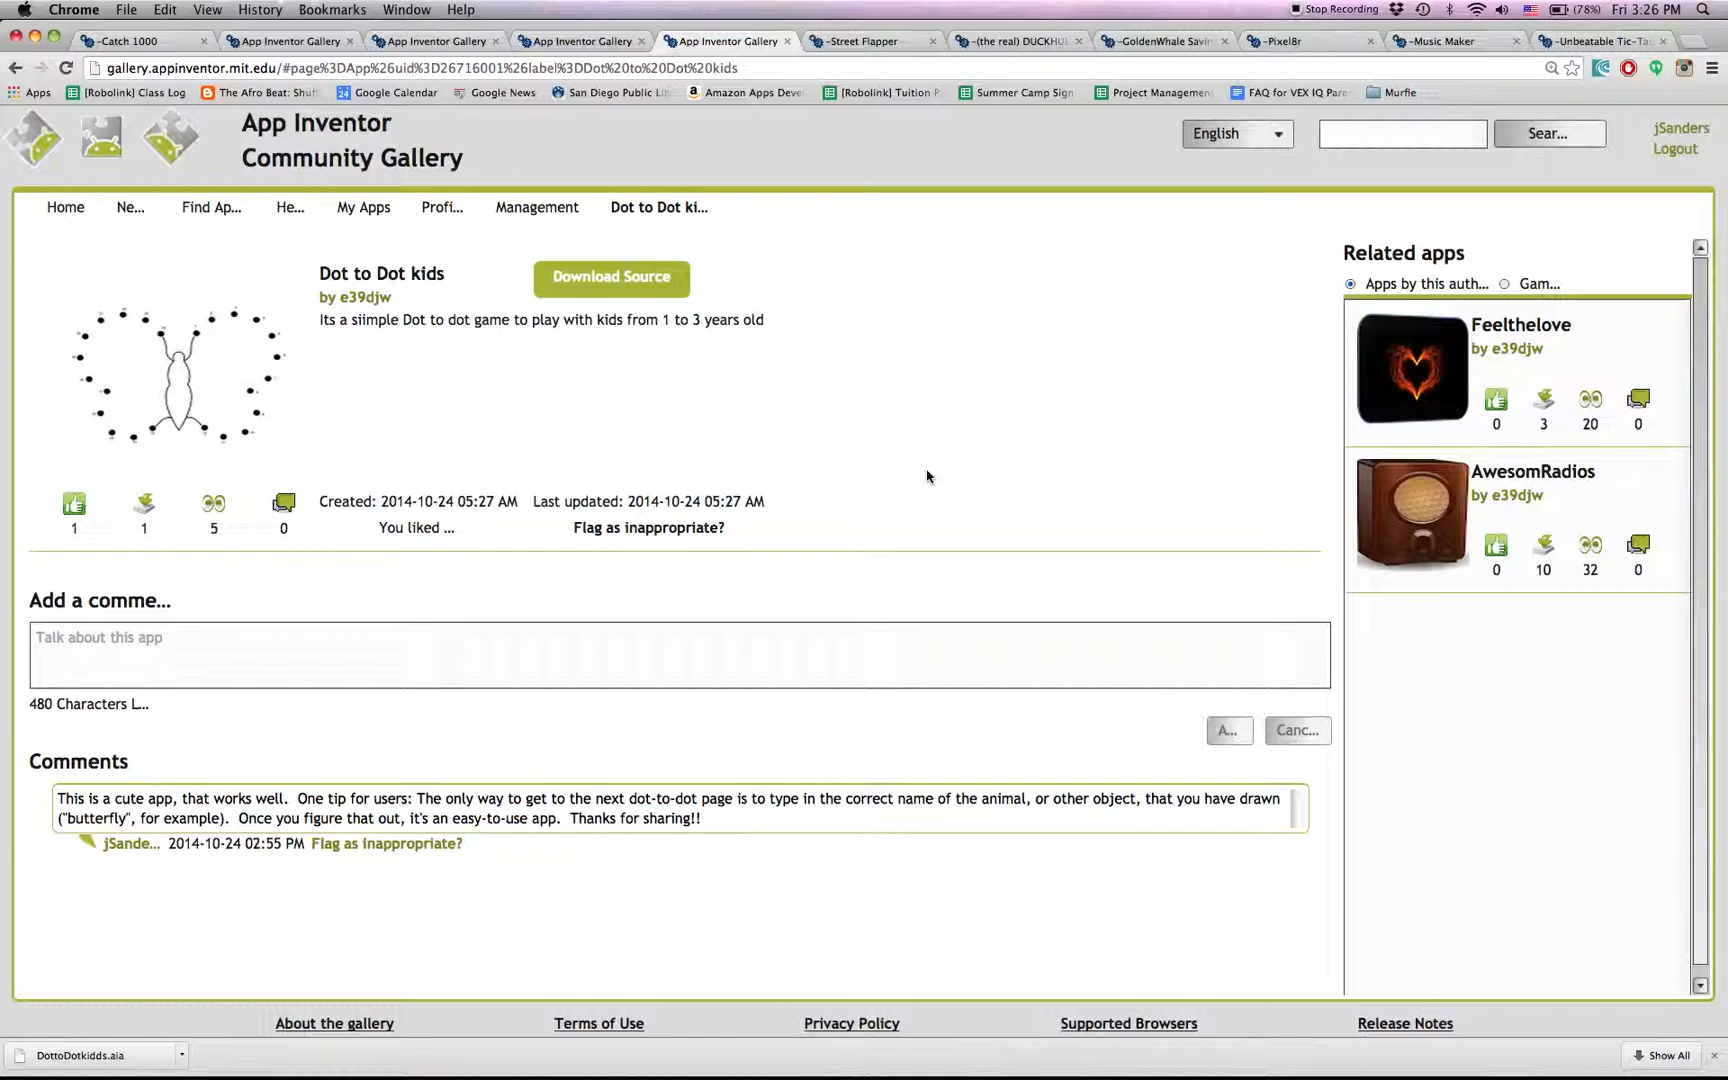 Chrome File Edit View History Bookmarks Window Help Stop Recording (78%) Fri 3:26 PM
-Catch 1000 App Inventor Gallery App Inventor Gallery App Inventor Gallery App Inventor Gallery -Street Flapper -(the real) DUCKHU -GoldenWhale Savin -Pixel8r -Music Maker -Unbeatable Tic-Ta
gallery.appinventor.mit.edu/#page%3DApp%26uid%3D26716001%26label%3DDot%20to%20Dot%20kids
Apps [Robolink] Class Log The Afro Beat: Shuf 24 Google Calendar Google News San Diego Public Li Amazon Apps Deve [Robolink] Tuition P Summer Camp Sign Project Management FAQ for VEX IQ Pare Murfie
App Inventor
Community Gallery
English
Sear...
jSanders
Logout
Home Ne... Find Ap... He... My Apps Profi... Management Dot to Dot ki...
Dot to Dot kids
Download Source
by e39djw
Its a siimple Dot to dot game to play with kids from 1 to 3 years old
Created: 2014-10-24 05:27 AM Last updated: 2014-10-24 05:27 AM
1 1 5 0 You liked ... Flag as inappropriate?
Related apps
Apps by this auth... Gam...
Feelthelove
by e39djw
0 3 20 0
AwesomRadios
by e39djw
0 10 32 0
Add a comme...
Talk about this app
480 Characters L...
A... Canc...
Comments
This is a cute app, that works well. One tip for users: The only way to get to the next dot-to-dot page is to type in the correct name of the animal, or other object, that you have drawn
("butterfly", for example). Once you figure that out, it's an easy-to-use app. Thanks for sharing!!
jSande... 2014-10-24 02:55 PM Flag as inappropriate?
About the gallery Terms of Use Privacy Policy Supported Browsers Release Notes
DottoDotkidds.aia Show All